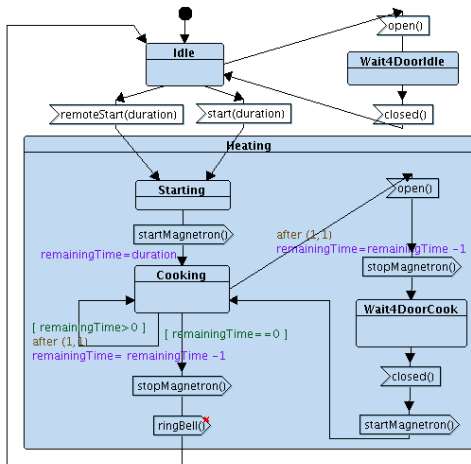 open()
Idle
Wait4DoorIdle
remoteStart(duration)
start(duration)
closed()
Heating
Starting
open()
startMagnetron()
after (1,1)
remainingTime=duration
remainingTime=remainingTime -1
stopMagnetron()
Cooking
Wait4DoorCook
[ remainingTime>0 ]
[ remainingTime==0 ]
after (1,1)
remainingTime= remainingTime -1
closed()
stopMagnetron()
ringBell()
startMagnetron()